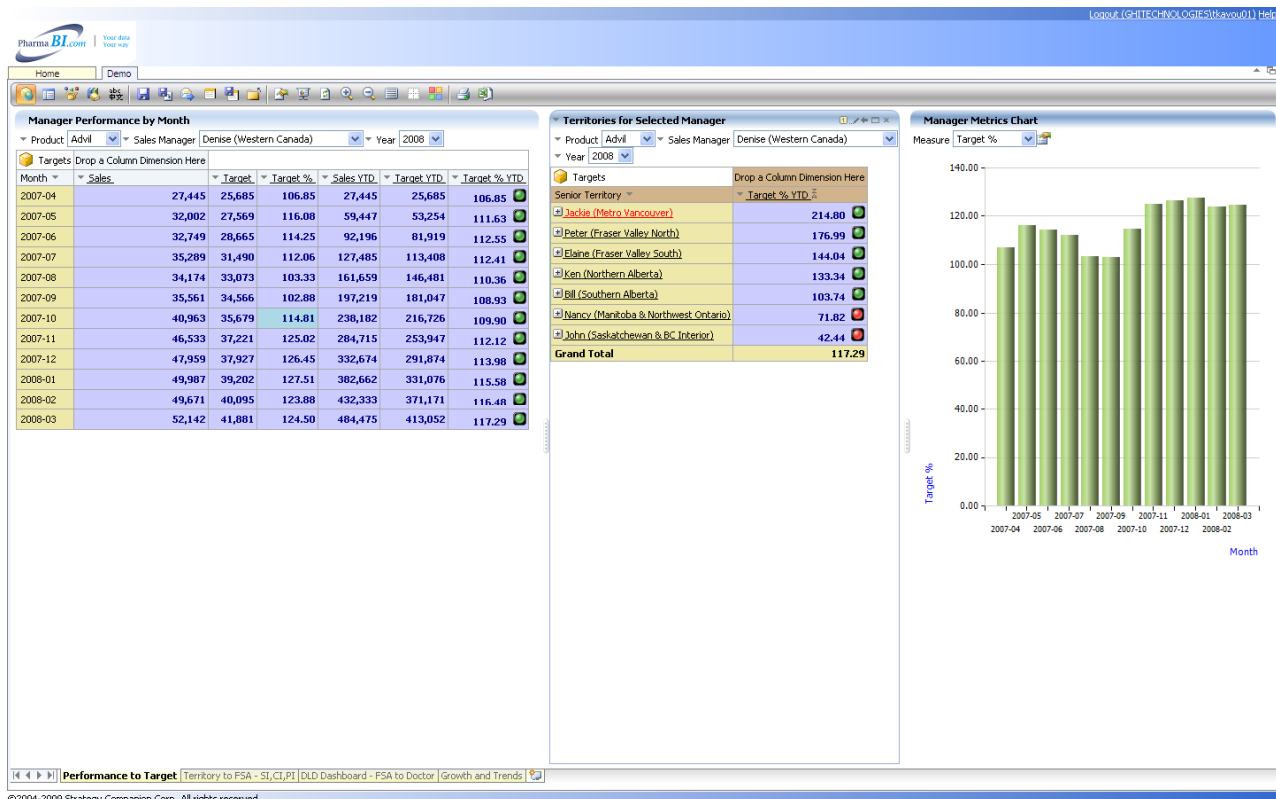 Logout (GHITECHNOLOGIES\tkavou01) Help
PharmaBI.com | Your data
Your way
Home Demo
Manager Performance by Month
Product Advil Sales Manager Denise (Western Canada) Year 2008
Targets Drop a Column Dimension Here
Month Sales Target Target % Sales YTD Target YTD Target % YTD
2007-04 27,445 25,685 106.85 27,445 25,685 106.85
2007-05 32,002 27,569 116.08 59,447 53,254 111.63
2007-06 32,749 28,665 114.25 92,196 81,919 112.55
2007-07 35,289 31,490 112.06 127,485 113,408 112.41
2007-08 34,174 33,073 103.33 161,659 146,481 110.36
2007-09 35,561 34,566 102.88 197,219 181,047 108.93
2007-10 40,963 35,679 114.81 238,182 216,726 109.90
2007-11 46,533 37,221 125.02 284,715 253,947 112.12
2007-12 47,959 37,927 126.45 332,674 291,874 113.98
2008-01 49,987 39,202 127.51 382,662 331,076 115.58
2008-02 49,671 40,095 123.88 432,333 371,171 116.48
2008-03 52,142 41,881 124.50 484,475 413,052 117.29
Territories for Selected Manager
Product Advil Sales Manager Denise (Western Canada)
Year 2008
Targets Drop a Column Dimension Here
Senior Territory Target % YTD
Jackie (Metro Vancouver) 214.80
Peter (Fraser Valley North) 176.99
Elaine (Fraser Valley South) 144.04
Ken (Northern Alberta) 133.34
Bill (Southern Alberta) 103.74
Nancy (Manitoba & Northwest Ontario) 71.82
John (Saskatchewan & BC Interior) 42.44
Grand Total 117.29
Manager Metrics Chart
Measure Target %
140.00
120.00
100.00
80.00
60.00
40.00
20.00
0.00
Target %
2007-05 2007-07 2007-09 2007-11 2008-01 2008-03
2007-04 2007-06 2007-08 2007-10 2007-12 2008-02
Month
Performance to Target Territory to FSA - SI,CI,PI DLD Dashboard - FSA to Doctor Growth and Trends
©2004-2009 Strategy Companion Corp. All rights reserved